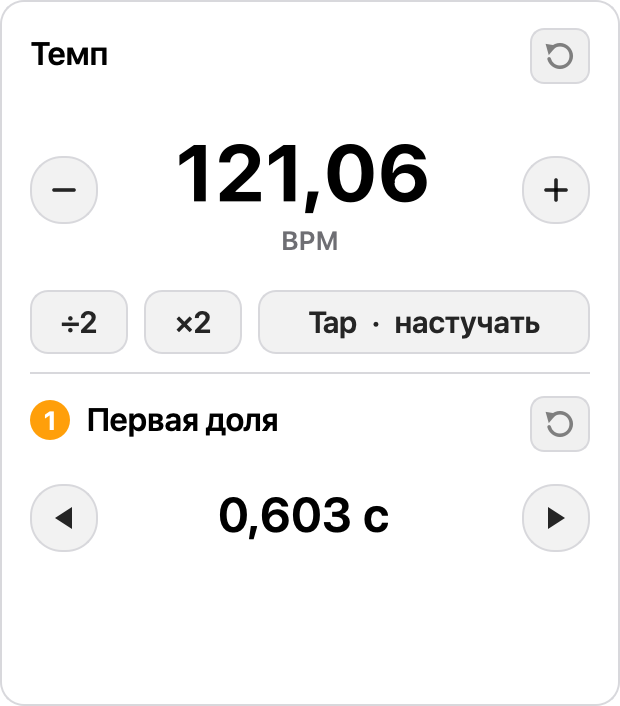 Темп
− 121,06 +
BPM
÷2 ×2 Tap · настучать
1 Первая доля
0,603 с